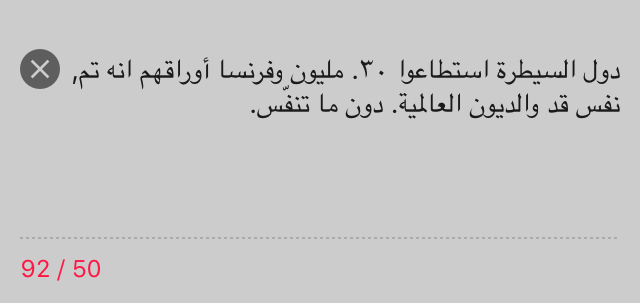 دول السيطرة استطاعوا ٣٠. مليون وفرنسا أوراقهم انه تم,
نفس قد والديون العالمية. دون ما تنفّس.
92 / 50